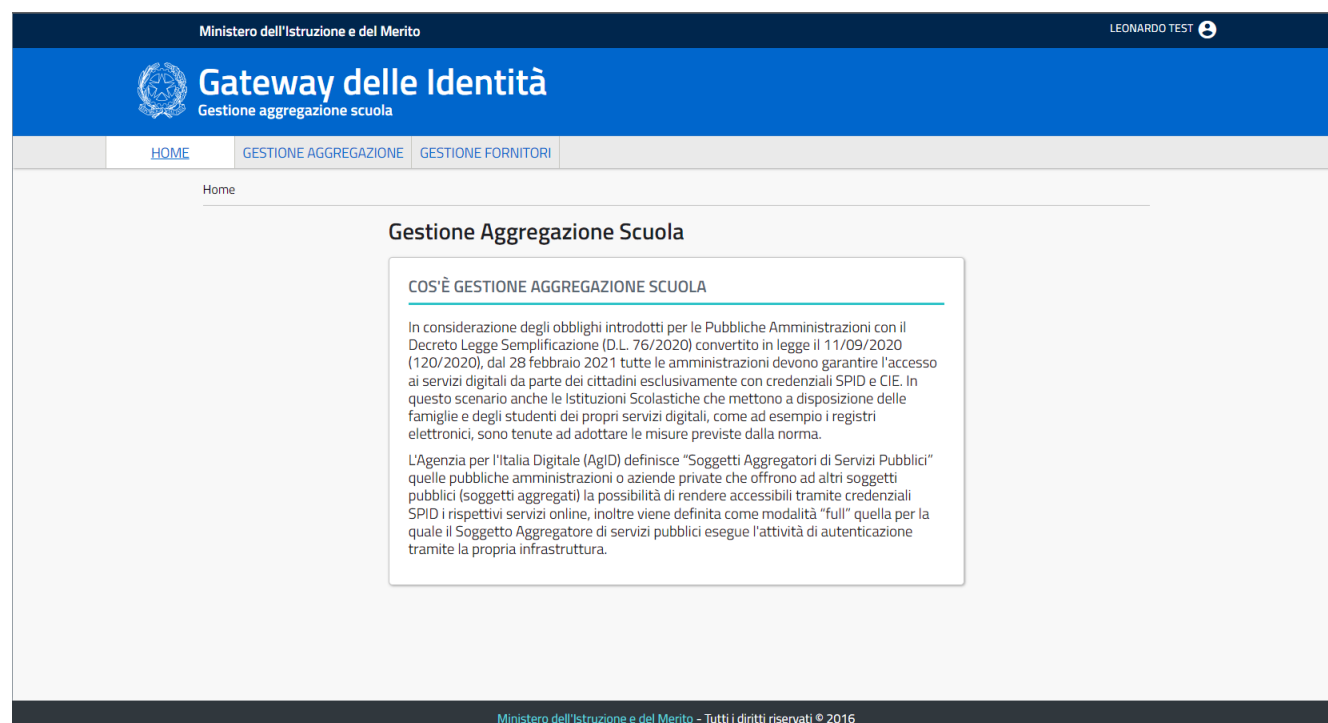 Ministero dell'Istruzione e del Merito
LEONARDO TEST
Gateway delle Identità
Gestione aggregazione scuola
HOME
GESTIONE AGGREGAZIONE
GESTIONE FORNITORI
Home
Gestione Aggregazione Scuola
COS'È GESTIONE AGGREGAZIONE SCUOLA
In considerazione degli obblighi introdotti per le Pubbliche Amministrazioni con il
Decreto Legge Semplificazione (D.L. 76/2020) convertito in legge il 11/09/2020
(120/2020), dal 28 febbraio 2021 tutte le amministrazioni devono garantire l'accesso
ai servizi digitali da parte dei cittadini esclusivamente con credenziali SPID e CIE. In
questo scenario anche le Istituzioni Scolastiche che mettono a disposizione delle
famiglie e degli studenti dei propri servizi digitali, come ad esempio i registri
elettronici, sono tenute ad adottare le misure previste dalla norma.
L'Agenzia per l'Italia Digitale (AgID) definisce “Soggetti Aggregatori di Servizi Pubblici”
quelle pubbliche amministrazioni o aziende private che offrono ad altri soggetti
pubblici (soggetti aggregati) la possibilità di rendere accessibili tramite credenziali
SPID i rispettivi servizi online, inoltre viene definita come modalità “full” quella per la
quale il Soggetto Aggregatore di servizi pubblici esegue l'attività di autenticazione
tramite la propria infrastruttura.
Ministero dell'Istruzione e del Merito - Tutti i diritti riservati © 2016